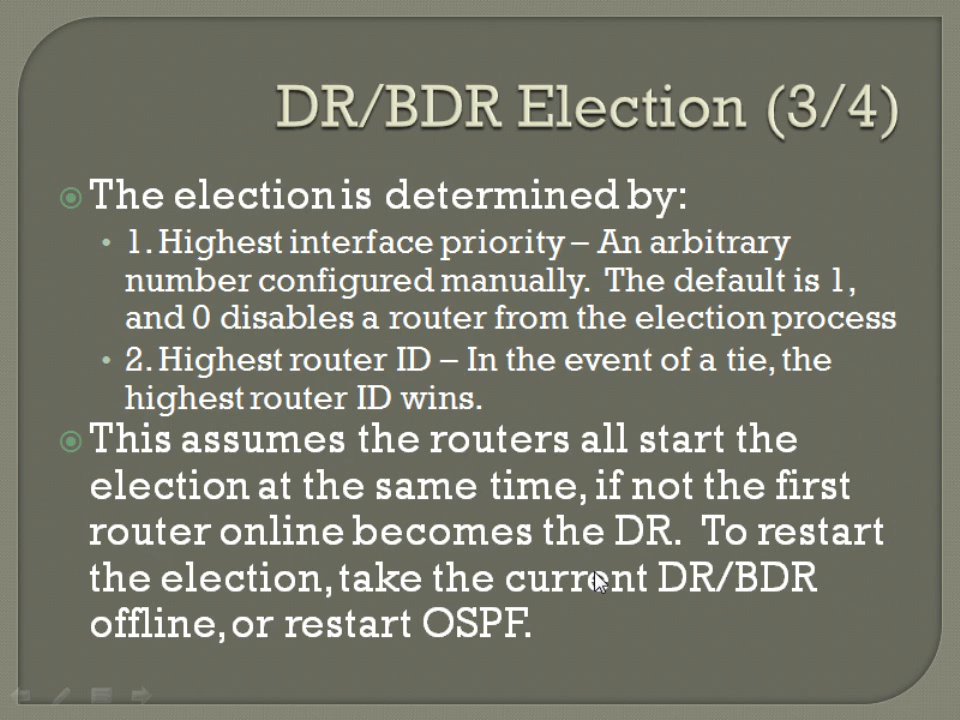 DR/BDR Election (3/4)
The election is determined by:
1. Highest interface priority – An arbitrary
number configured manually. The default is 1,
and 0 disables a router from the election process
2. Highest router ID – In the event of a tie, the
highest router ID wins.
This assumes the routers all start the
election at the same time, if not the first
router online becomes the DR. To restart
the election, take the current DR/BDR
offline, or restart OSPF.